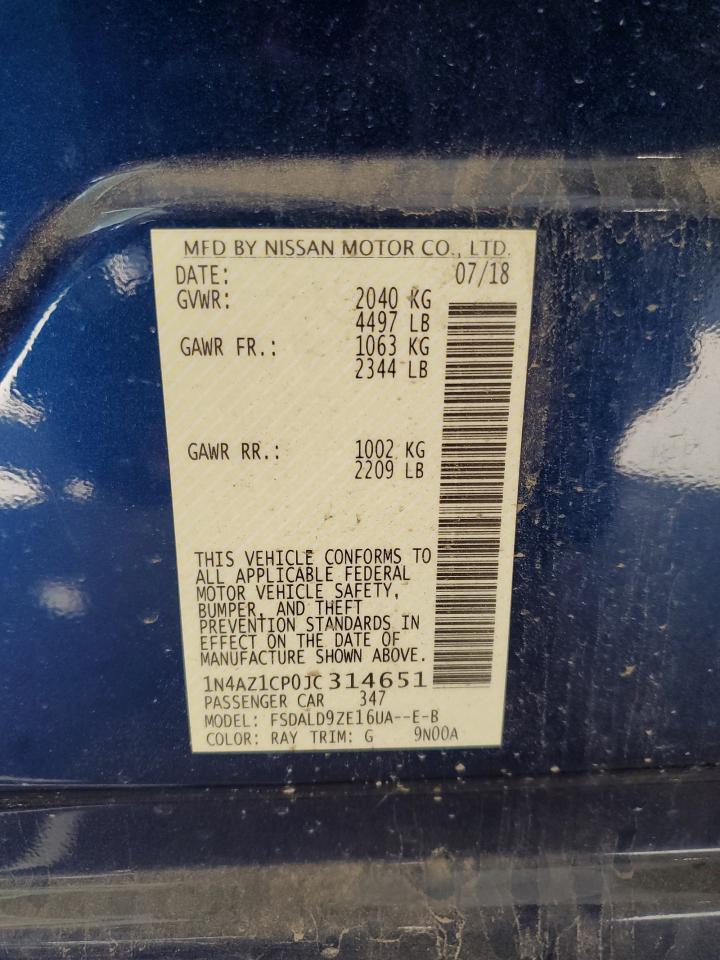 MFD BY NISSAN MOTOR CO., LTD.
DATE: 07/18
GVWR: 2040 KG
4497 LB
GAWR FR.: 1063 KG
2344 LB
GAWR RR.: 1002 KG
2209 LB
THIS VEHICLE CONFORMS TO
ALL APPLICABLE FEDERAL
MOTOR VEHICLE SAFETY,
BUMPER, AND THEFT
PREVENTION STANDARDS IN
EFFECT ON THE DATE OF
MANUFACTURE SHOWN ABOVE.
1N4AZ1CP0JC314651
PASSENGER CAR 347
MODEL: FSDALD9ZE16UA--E-B
COLOR: RAY TRIM: G 9N00A